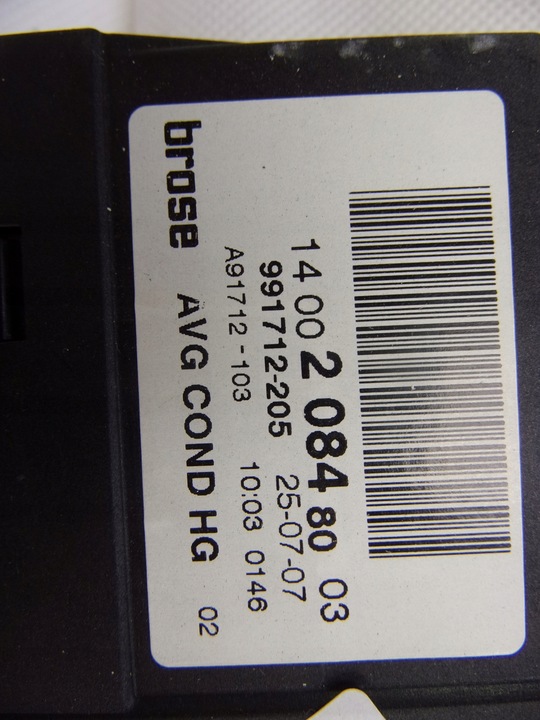 14 00 2 084 80 03
991712-205 25-07-07
A91712 -103 10:03 0146
brose AVG COND HG 02